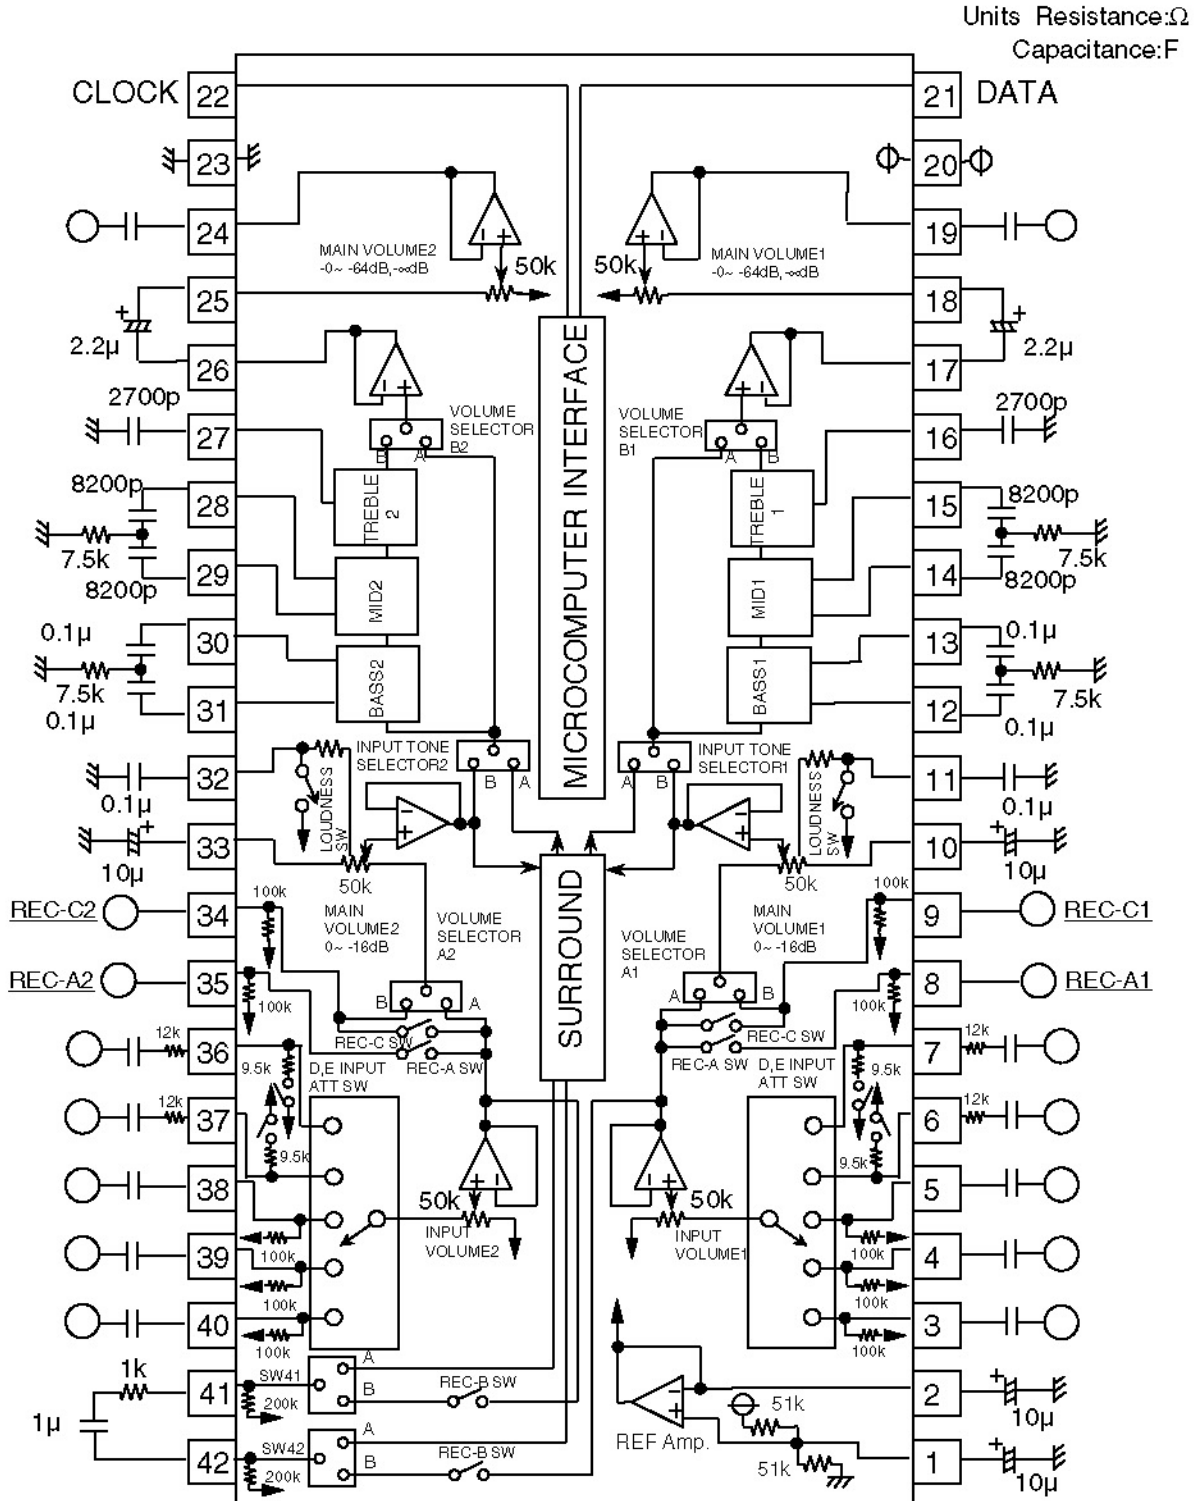 Units Resistance:Ω
Capacitance:F
CLOCK 22
21 DATA
23
20
24
19
MAIN VOLUME2
-0~ -64dB,-∞dB
50k
50k
MAIN VOLUME1
-0~ -64dB,-∞dB
25
18
2.2μ
2.2μ
26
17
2700p
2700p
27
16
VOLUME
SELECTOR
B2
VOLUME
SELECTOR
B1
B A
A B
MICROCOMPUTER INTERFACE
8200p
28
TREBLE
2
TREBLE
1
15
8200p
7.5k
7.5k
8200p
29
MID2
MID1
14
8200p
0.1μ
30
13
0.1μ
7.5k
BASS2
BASS1
7.5k
0.1μ
31
12
0.1μ
32
11
INPUT TONE
SELECTOR2
INPUT TONE
SELECTOR1
B A
A B
0.1μ
LOUDNESS
SW
LOUDNESS
SW
0.1μ
33
10
10μ
50k
50k
10μ
SURROUND
REC-C2
34
100k
MAIN
VOLUME2
0~ -16dB
VOLUME
SELECTOR
A2
VOLUME
SELECTOR
A1
MAIN
VOLUME1
0~ -16dB
100k
9
REC-C1
REC-A2
35
100k
B A
A B
100k
8
REC-A1
REC-C SW
REC-C SW
REC-A SW
REC-A SW
12k
36
9.5k
D,E INPUT
ATT SW
D,E INPUT
ATT SW
9.5k
7
12k
12k
37
9.5k
9.5k
6
12k
38
5
50k
50k
100k
INPUT
VOLUME2
INPUT
VOLUME1
100k
39
4
100k
100k
40
3
100k
100k
1k
41
SW41
200k
A
B
REC-B SW
2
10μ
1μ
51k
REF Amp.
42
SW42
200k
A
B
REC-B SW
51k
1
10μ